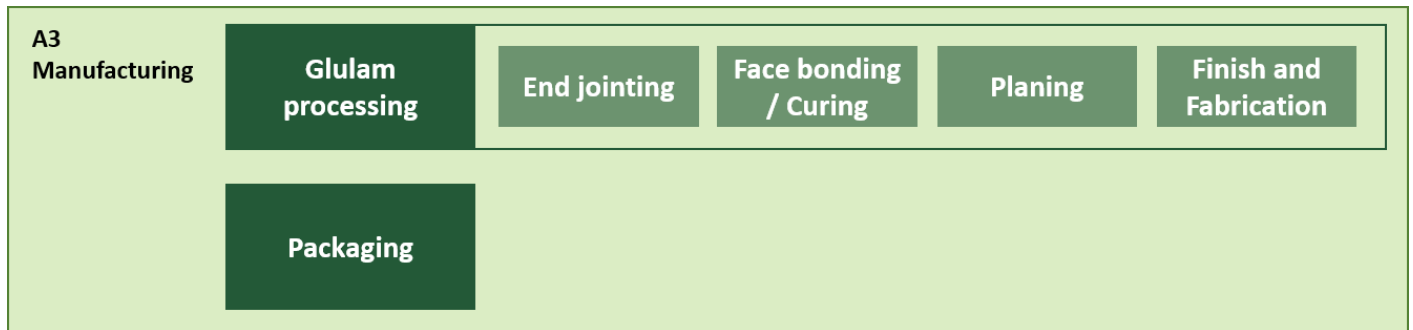 A3
Manufacturing
Glulam
processing
End jointing
Face bonding
/ Curing
Planing
Finish and
Fabrication
Packaging